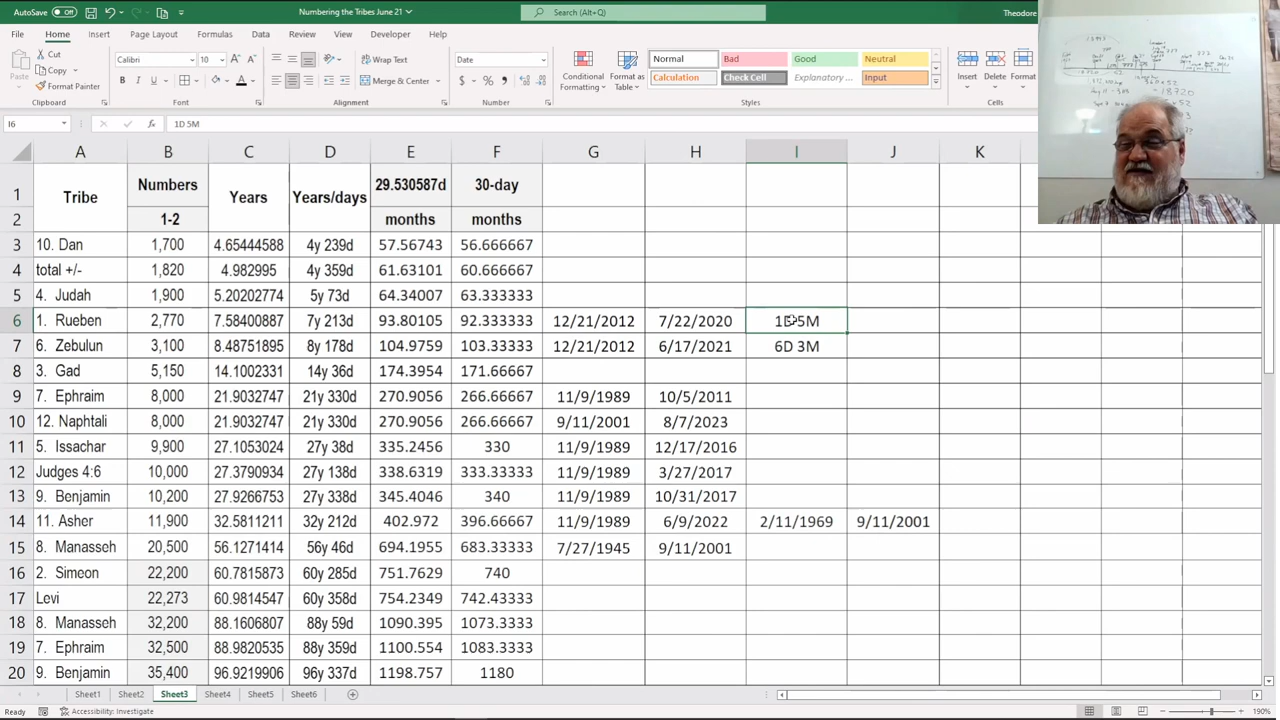 AutoSave Off Numbering the Tribes June 21 Search (Alt+Q) Theodore
File Home Insert Page Layout Formulas Data Review View Developer Help
Cut
Copy
Format Painter
Paste
Clipboard
Calibri 10
B I U
Font
Wrap Text
Merge & Center
Alignment
Date
$ % ,
Number
Conditional Formatting
Format as Table
Normal Bad Good Neutral
Calculation Check Cell Explanatory ... Input
Styles
Insert Delete Format
Cells
I6 fx 1D 5M
A B C D E F G H I J K
1 Tribe Numbers Years Years/days 29.530587d 30-day
2 1-2 months months
3 10. Dan 1,700 4.65444588 4y 239d 57.56743 56.666667
4 total +/- 1,820 4.982995 4y 359d 61.63101 60.666667
5 4. Judah 1,900 5.20202774 5y 73d 64.34007 63.333333
6 1. Rueben 2,770 7.58400887 7y 213d 93.80105 92.333333 12/21/2012 7/22/2020 1D 5M
7 6. Zebulun 3,100 8.48751895 8y 178d 104.9759 103.33333 12/21/2012 6/17/2021 6D 3M
8 3. Gad 5,150 14.1002331 14y 36d 174.3954 171.66667
9 7. Ephraim 8,000 21.9032747 21y 330d 270.9056 266.66667 11/9/1989 10/5/2011
10 12. Naphtali 8,000 21.9032747 21y 330d 270.9056 266.66667 9/11/2001 8/7/2023
11 5. Issachar 9,900 27.1053024 27y 38d 335.2456 330 11/9/1989 12/17/2016
12 Judges 4:6 10,000 27.3790934 27y 138d 338.6319 333.33333 11/9/1989 3/27/2017
13 9. Benjamin 10,200 27.9266753 27y 338d 345.4046 340 11/9/1989 10/31/2017
14 11. Asher 11,900 32.5811211 32y 212d 402.972 396.66667 11/9/1989 6/9/2022 2/11/1969 9/11/2001
15 8. Manasseh 20,500 56.1271414 56y 46d 694.1955 683.33333 7/27/1945 9/11/2001
16 2. Simeon 22,200 60.7815873 60y 285d 751.7629 740
17 Levi 22,273 60.9814547 60y 358d 754.2349 742.43333
18 8. Manasseh 32,200 88.1606807 88y 59d 1090.395 1073.3333
19 7. Ephraim 32,500 88.9820535 88y 359d 1100.554 1083.3333
20 9. Benjamin 35,400 96.9219906 96y 337d 1198.757 1180
Sheet1 Sheet2 Sheet3 Sheet4 Sheet5 Sheet6
Ready Accessibility: Investigate 190%